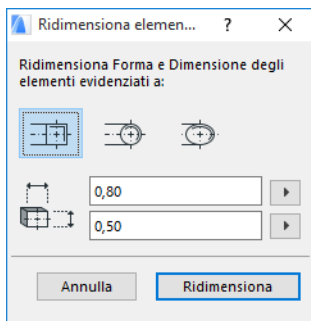 Ridimensiona elemen...
?
Ridimensiona Forma e Dimensione degli
elementi evidenziati a:
0,80
0,50
Annulla
Ridimensiona